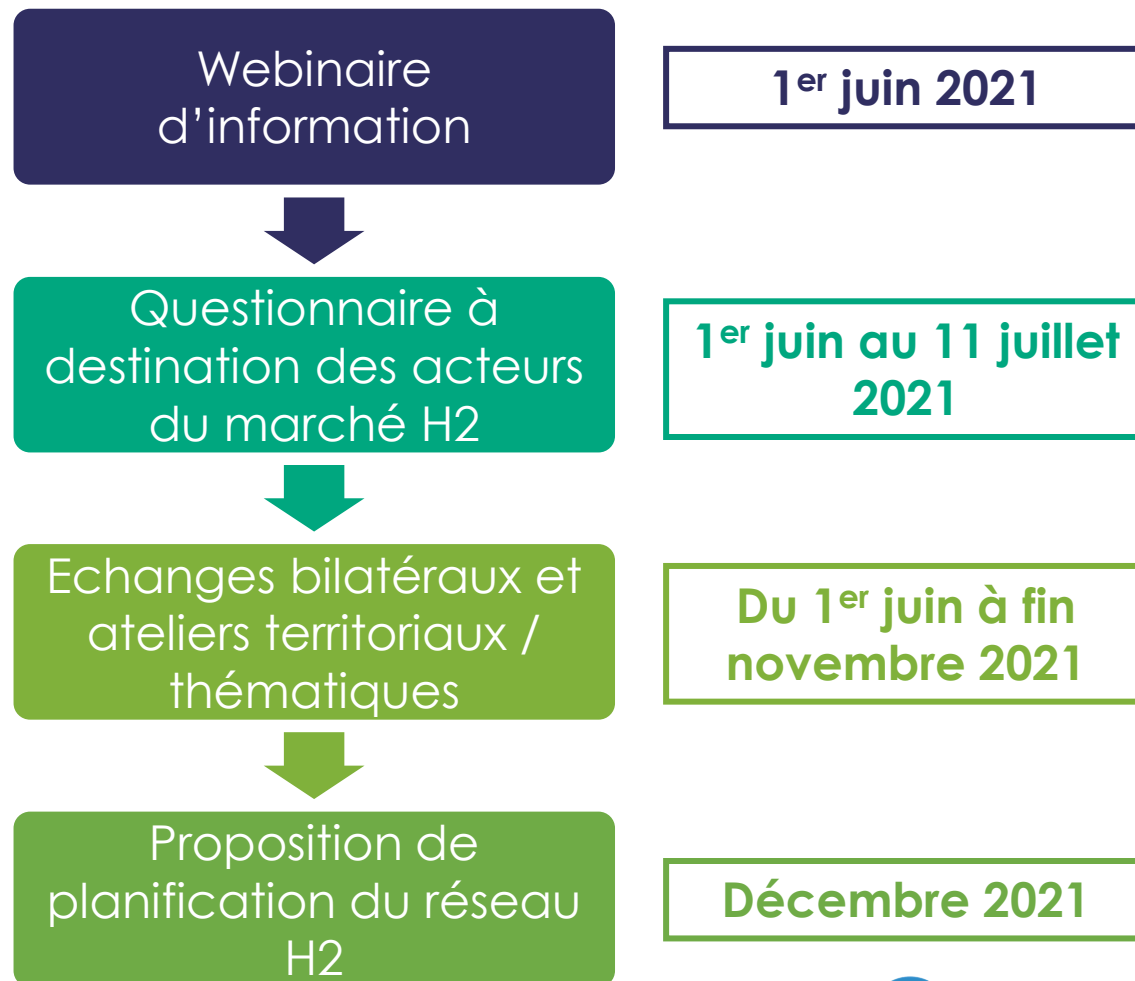 Webinaire
d’information
1er juin 2021
Questionnaire à
destination des acteurs
du marché H2
1er juin au 11 juillet
2021
Echanges bilatéraux et
ateliers territoriaux /
thématiques
Du 1er juin à fin
novembre 2021
Proposition de
planification du réseau
H2
Décembre 2021